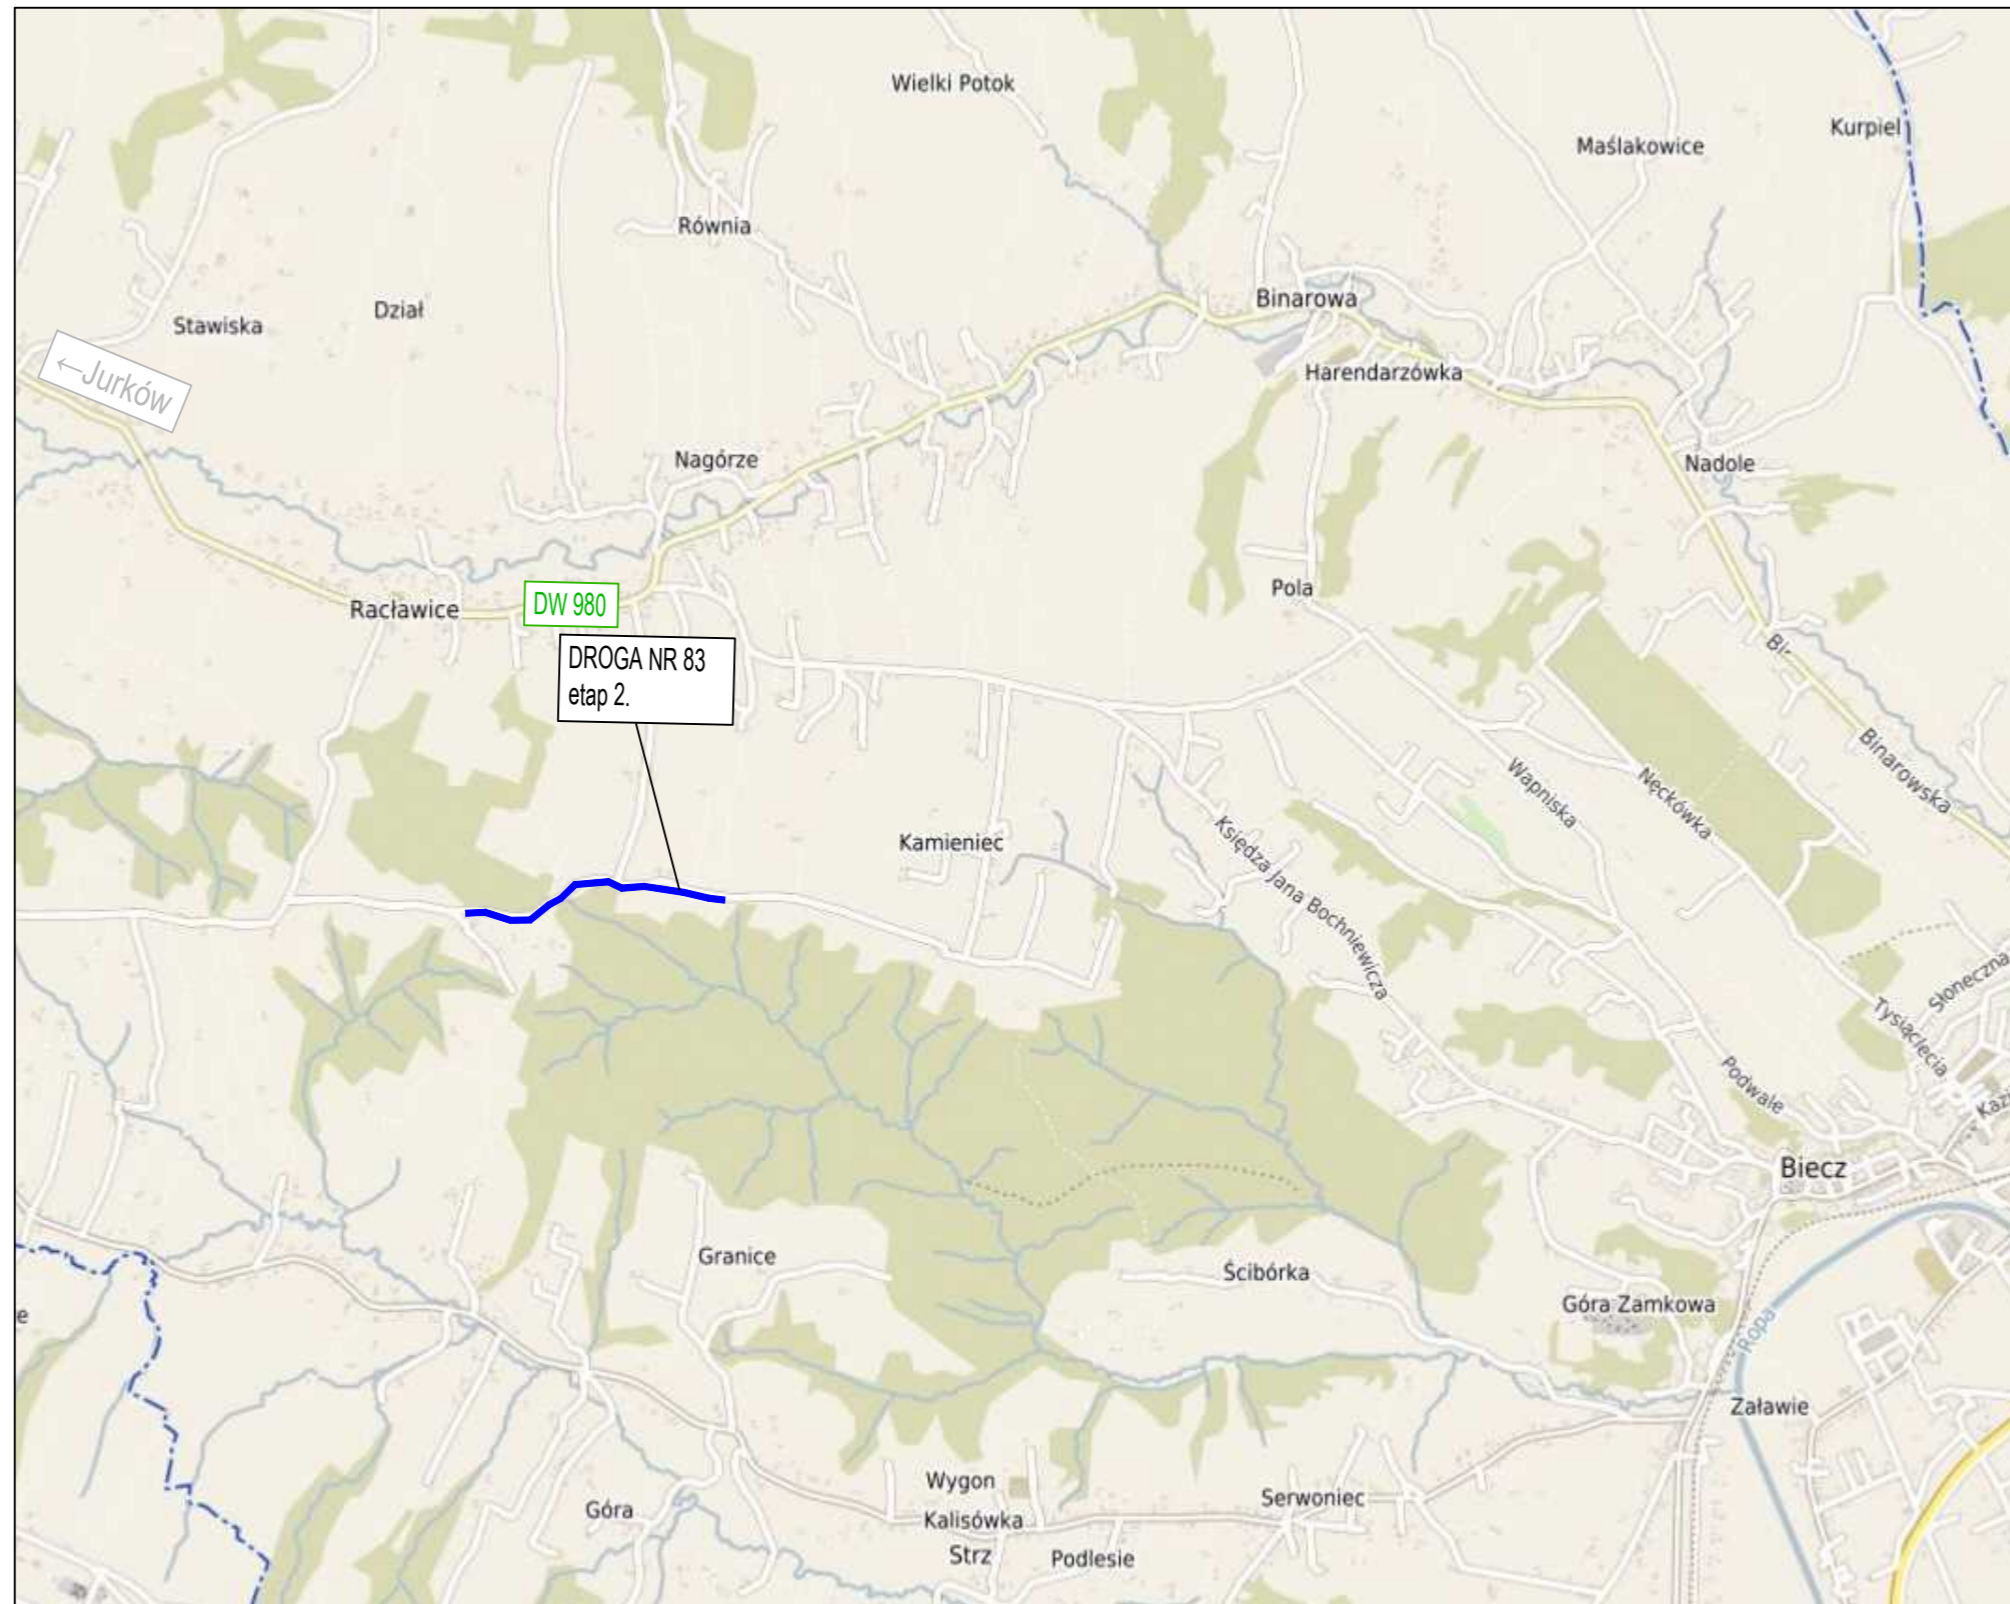 Wielki Potok
Kurpiel
Maślakowice
Równia
Binarowa
Dział
Stawiska
←Jurków
Harendarzówka
Nagórze
Nadole
Pola
DW 980
Racławice
DROGA NR 83
etap 2.
Binarowska
Wapniska
Nęckówka
Kamieniec
Księdza Jana Bochniewicza
Słoneczna
Tysiąclecia
Podwale
Biecz
Granice
Ścibórka
Góra Zamkowa
Ropa
Załawie
Wygon
Serwoniec
Góra
Kalisówka
Strz
Podlesie